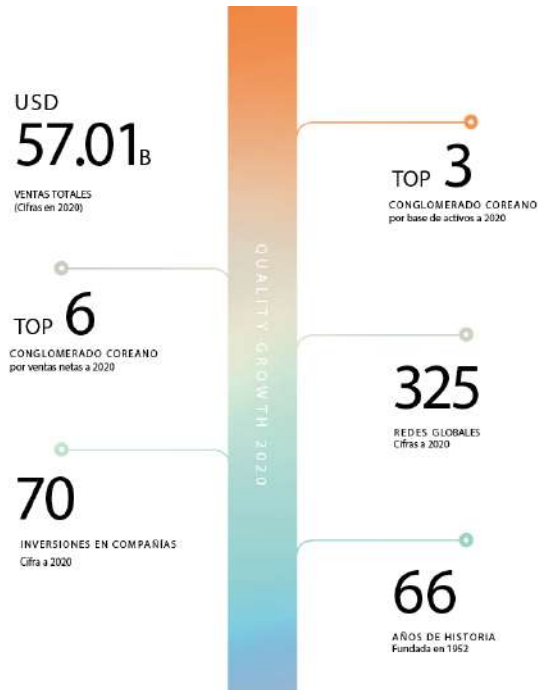 USD
57.01B
VENTAS TOTALES
(Cifras en 2020)
TOP 3
CONGLOMERADO COREANO
por base de activos a 2020
TOP 6
CONGLOMERADO COREANO
por ventas netas a 2020
QUALITY GROWTH 2020
325
REDES GLOBALES
Cifras a 2020
70
INVERSIONES EN COMPAÑÍAS
Cifra a 2020
66
AÑOS DE HISTORIA
Fundada en 1952